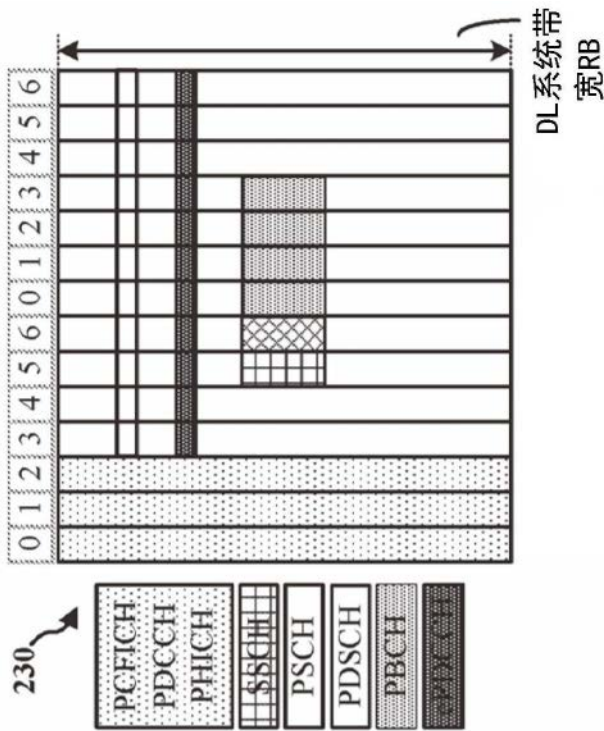 230
PCFICH
PDCCH
PHICH
SSCH
PSCH
PDSCH
PBCH
ePDCCH
0 1 2 3 4 5 6 0 1 2 3 4 5 6
DL系统带
宽RB